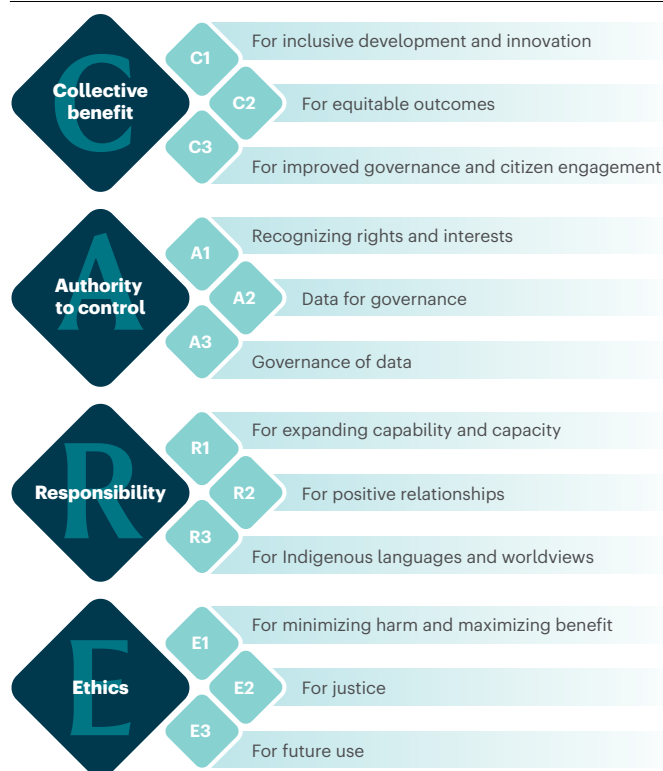 C
Collective
benefit
C1
For inclusive development and innovation
C2
For equitable outcomes
C3
For improved governance and citizen engagement
A
Authority
to control
A1
Recognizing rights and interests
A2
Data for governance
A3
Governance of data
R
Responsibility
R1
For expanding capability and capacity
R2
For positive relationships
R3
For Indigenous languages and worldviews
E
Ethics
E1
For minimizing harm and maximizing benefit
E2
For justice
E3
For future use